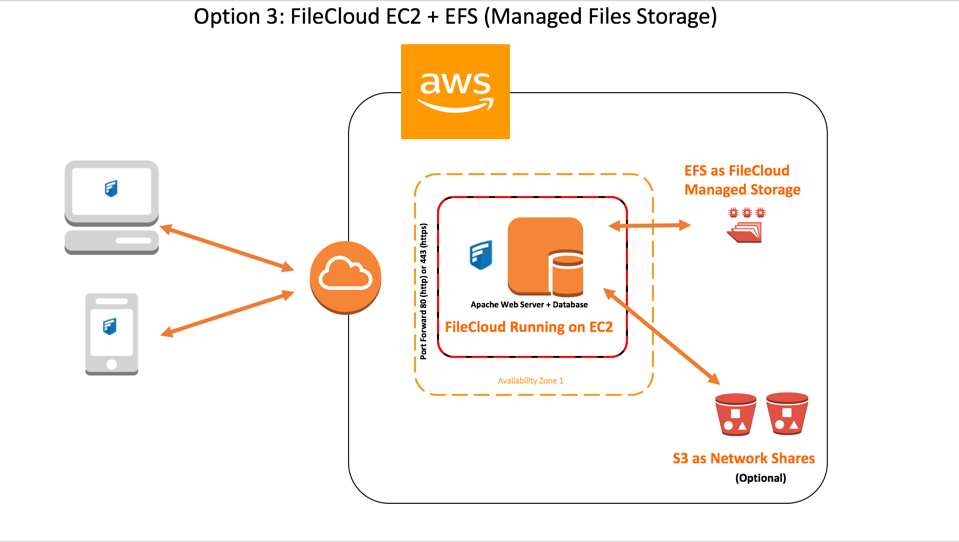 Option 3: FileCloud EC2 + EFS (Managed Files Storage)
aws
EFS as FileCloud
Managed Storage
Port Forward 80 (http) or 443 (https)
Apache Web Server + Database
FileCloud Running on EC2
Availability Zone 1
S3 as Network Shares
(Optional)